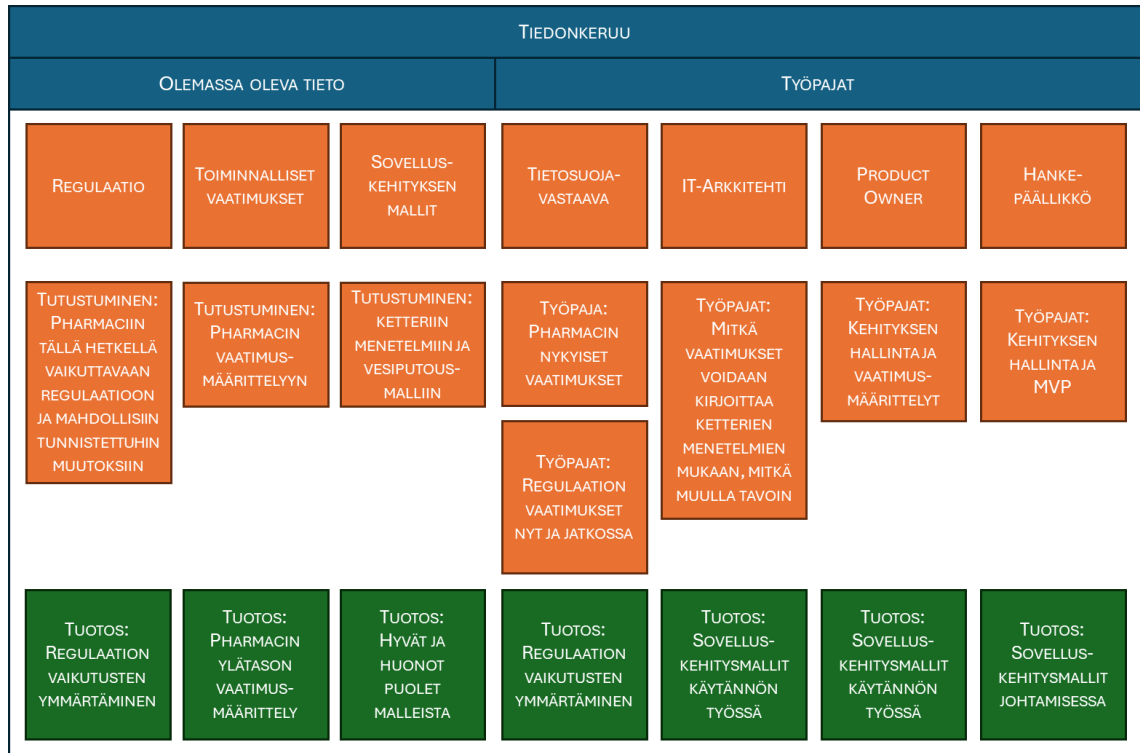 Tiedonkeruu
Olemassa oleva tieto
Työpajat
Regulaatio
Toiminnalliset
vaatimukset
Sovellus-
kehityksen
mallit
Tietosuoja-
vastaava
IT-Arkkitehti
Product
Owner
Hanke-
päällikkö
Tutustuminen:
Pharmaciin
tällä hetkellä
vaikuttavaan
regulaatioon
ja mahdollisiin
tunnistettuhin
muutoksiin
Tutustuminen:
Pharmacin
vaatimus-
määrittelyyn
Tutustuminen:
ketteriin
menetelmiin ja
vesiputous-
malliin
Työpaja:
Pharmacin
nykyiset
vaatimukset
Työpajat:
Regulaation
vaatimukset
nyt ja jatkossa
Työpajat:
Mitkä
vaatimukset
voidaan
kirjoittaa
ketterien
menetelmien
mukaan, mitkä
muulla tavoin
Työpajat:
Kehityksen
hallinta ja
vaatimus-
määrittelyt
Työpajat:
Kehityksen
hallinta ja
MVP
Tuotos:
Regulaation
vaikutusten
ymmärtäminen
Tuotos:
Pharmacin
ylätason
vaatimus-
määrittely
Tuotos:
Hyvät ja
huonot
puolet
malleista
Tuotos:
Regulaation
vaikutusten
ymmärtäminen
Tuotos:
Sovellus-
kehitysmallit
käytännön
työssä
Tuotos:
Sovellus-
kehitysmallit
käytännön
työssä
Tuotos:
Sovellus-
kehitysmallit
johtamisessa